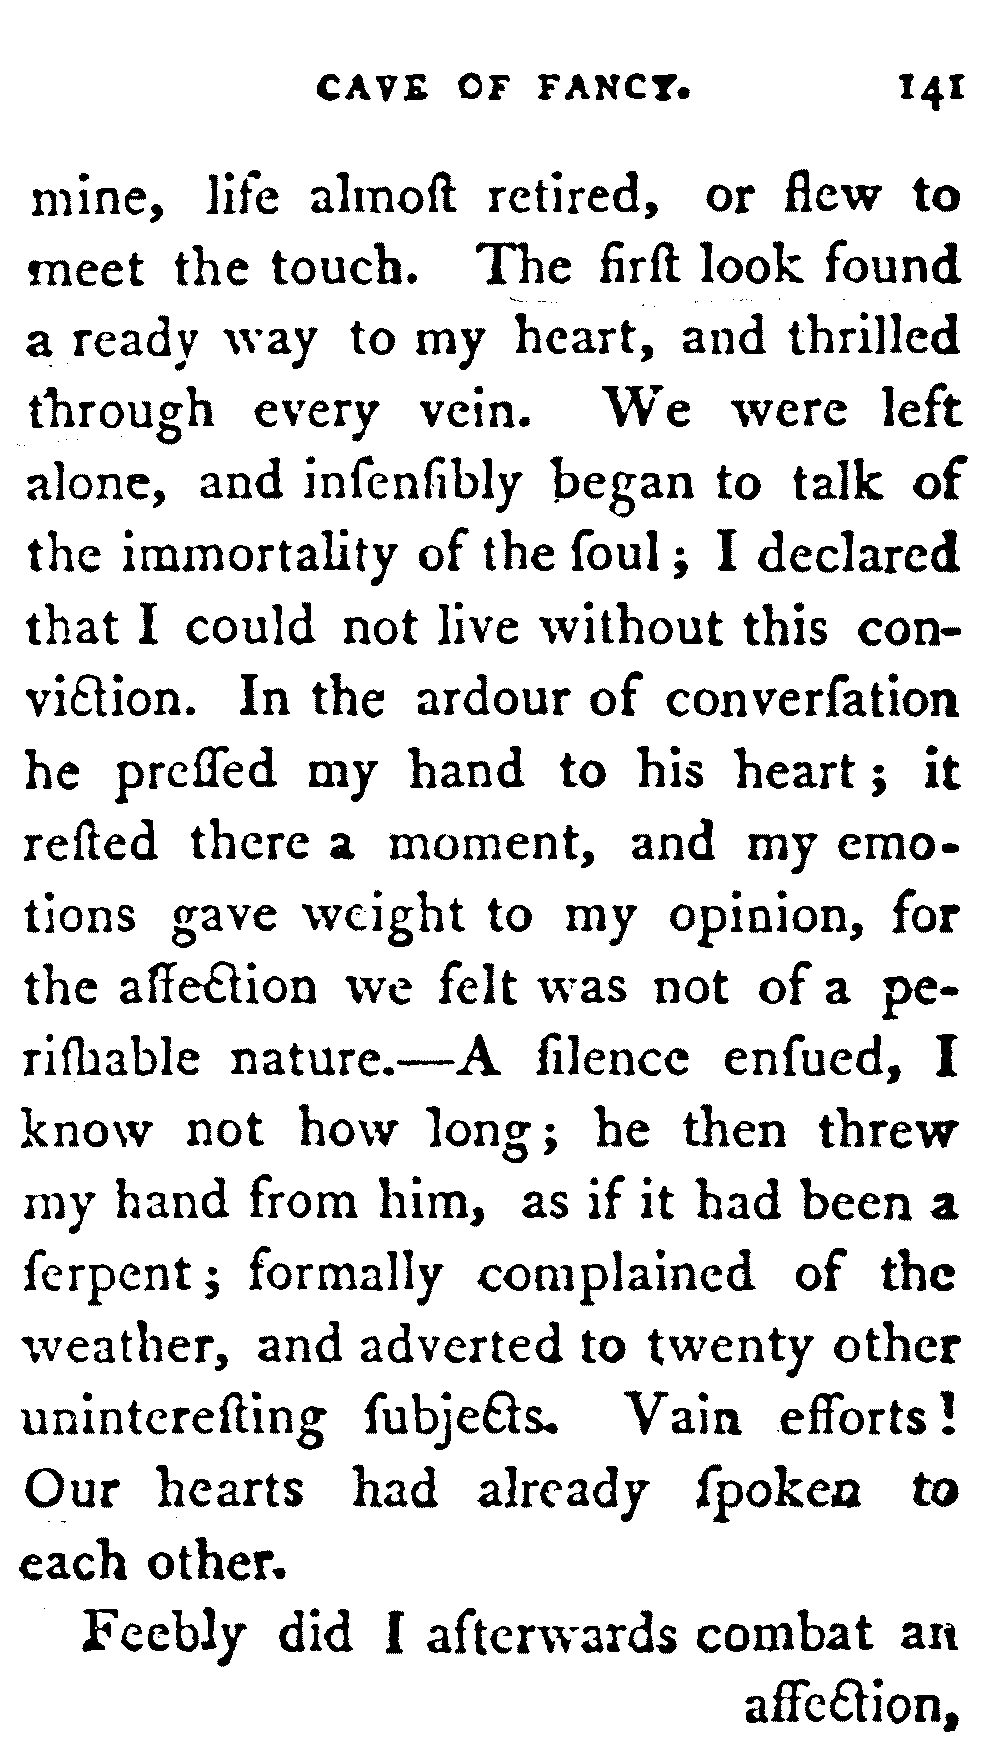 CAVE OF FANCY. 141
mine, life almoſt retired, or flew to
meet the touch. The firſt look found
a ready way to my heart, and thrilled
through every vein. We were left
alone, and inſenſibly began to talk of
the immortality of the ſoul; I declared
that I could not live without this con-
viction. In the ardour of converſation
he preſſed my hand to his heart; it
reſted there a moment, and my emo-
tions gave weight to my opinion, for
the affection we felt was not of a pe-
riſhable nature.—A ſilence enſued, I
know not how long; he then threw
my hand from him, as if it had been a
ſerpent; formally complained of the
weather, and adverted to twenty other
unintereſting ſubjects. Vain efforts!
Our hearts had already ſpoken to
each other.
Feebly did I afterwards combat an
affection,